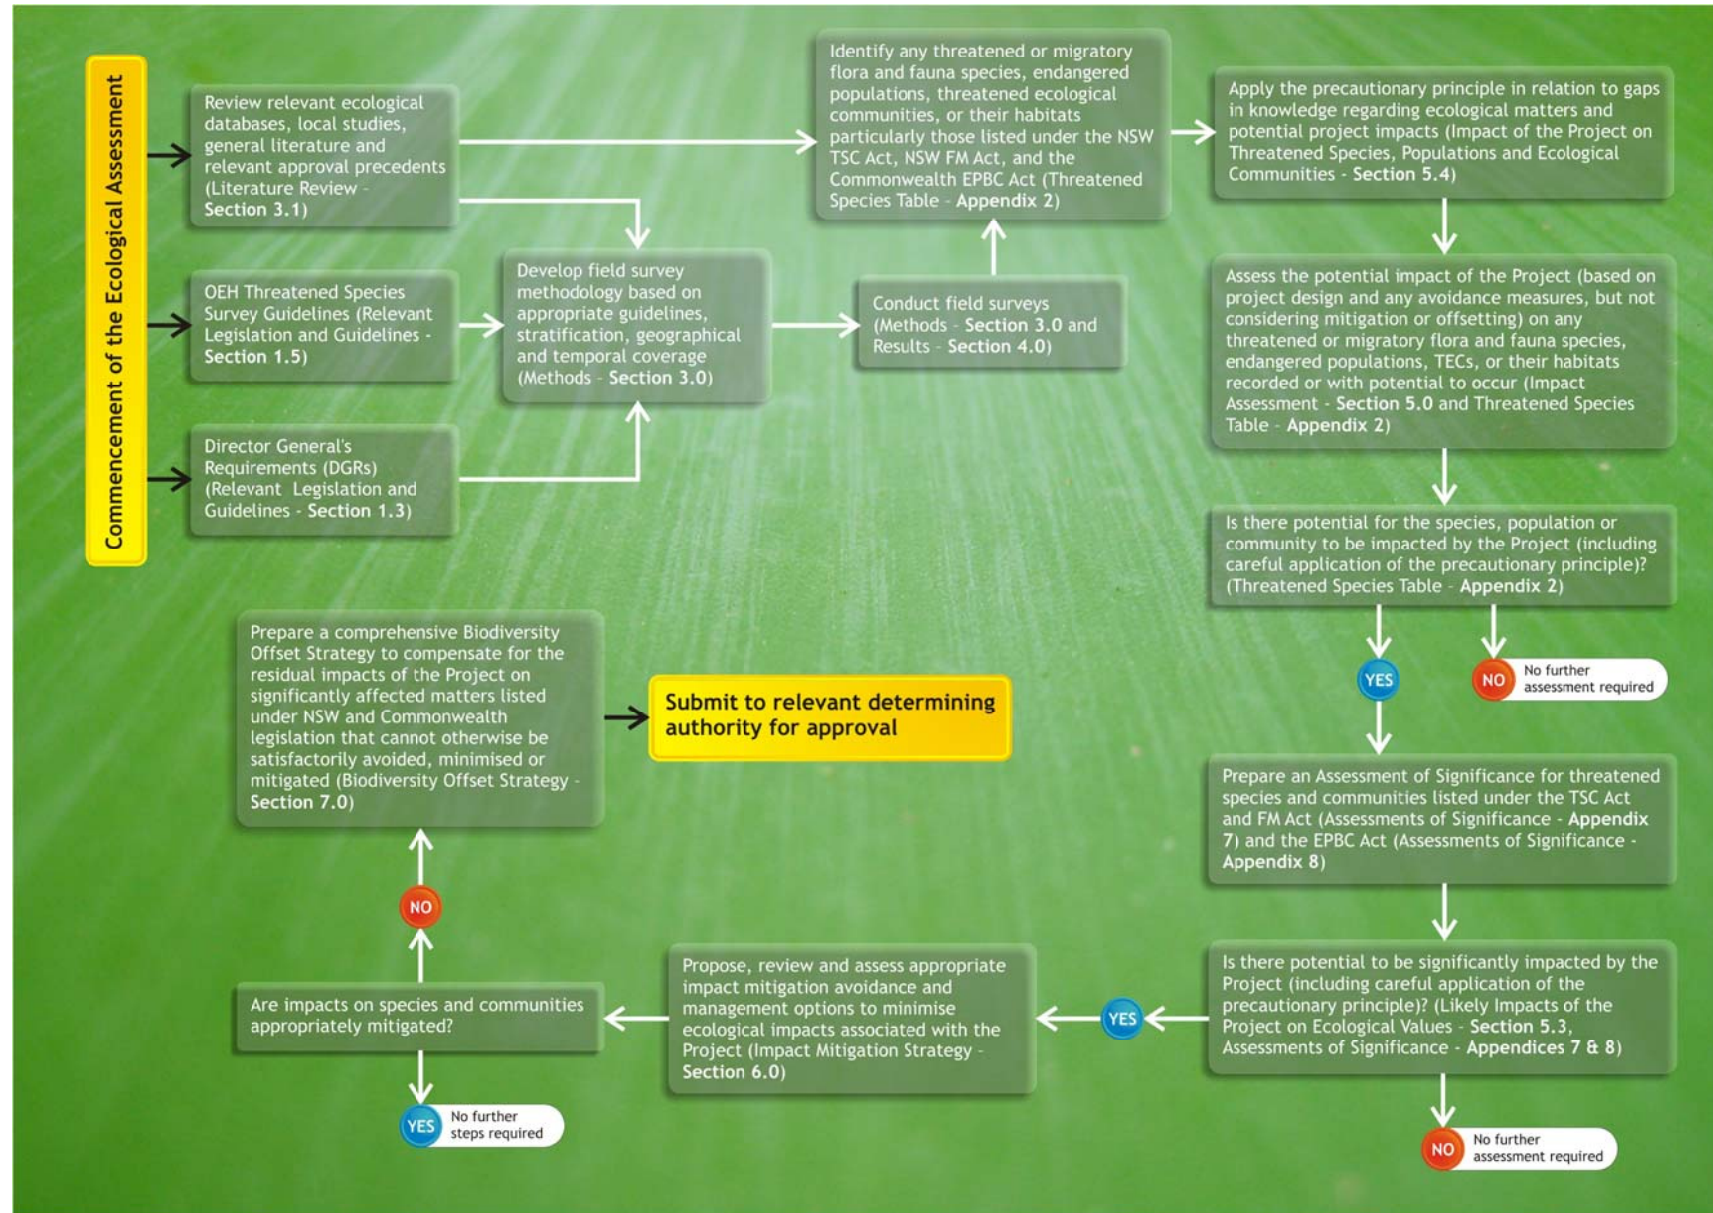 Commencement of the Ecological Assessment
Review relevant ecological
databases, local studies,
general literature and
relevant approval precedents
(Literature Review -
Section 3.1)
OEH Threatened Species
Survey Guidelines (Relevant
Legislation and Guidelines -
Section 1.5)
Director General's
Requirements (DGRs)
(Relevant Legislation and
Guidelines - Section 1.3)
Develop field survey
methodology based on
appropriate guidelines,
stratification, geographical
and temporal coverage
(Methods - Section 3.0)
Conduct field surveys
(Methods - Section 3.0 and
Results - Section 4.0)
Identify any threatened or migratory
flora and fauna species, endangered
populations, threatened ecological
communities, or their habitats
particularly those listed under the NSW
TSC Act, NSW FM Act, and the
Commonwealth EPBC Act (Threatened
Species Table - Appendix 2)
Apply the precautionary principle in relation to gaps
in knowledge regarding ecological matters and
potential project impacts (Impact of the Project on
Threatened Species, Populations and Ecological
Communities - Section 5.4)
Assess the potential impact of the Project (based on
project design and any avoidance measures, but not
considering mitigation or offsetting) on any
threatened or migratory flora and fauna species,
endangered populations, TECs, or their habitats
recorded or with potential to occur (Impact
Assessment - Section 5.0 and Threatened Species
Table - Appendix 2)
Is there potential for the species, population or
community to be impacted by the Project (including
careful application of the precautionary principle)?
(Threatened Species Table - Appendix 2)
YES
NO
No further
assessment required
Prepare an Assessment of Significance for threatened
species and communities listed under the TSC Act
and FM Act (Assessments of Significance - Appendix
7) and the EPBC Act (Assessments of Significance -
Appendix 8)
Is there potential to be significantly impacted by the
Project (including careful application of the
precautionary principle)? (Likely Impacts of the
Project on Ecological Values - Section 5.3,
Assessments of Significance - Appendices 7 & 8)
NO
No further
assessment required
YES
Propose, review and assess appropriate
impact mitigation avoidance and
management options to minimise
ecological impacts associated with the
Project (Impact Mitigation Strategy -
Section 6.0)
Are impacts on species and communities
appropriately mitigated?
YES
No further
steps required
NO
Prepare a comprehensive Biodiversity
Offset Strategy to compensate for the
residual impacts of the Project on
significantly affected matters listed
under NSW and Commonwealth
legislation that cannot otherwise be
satisfactorily avoided, minimised or
mitigated (Biodiversity Offset Strategy -
Section 7.0)
Submit to relevant determining
authority for approval